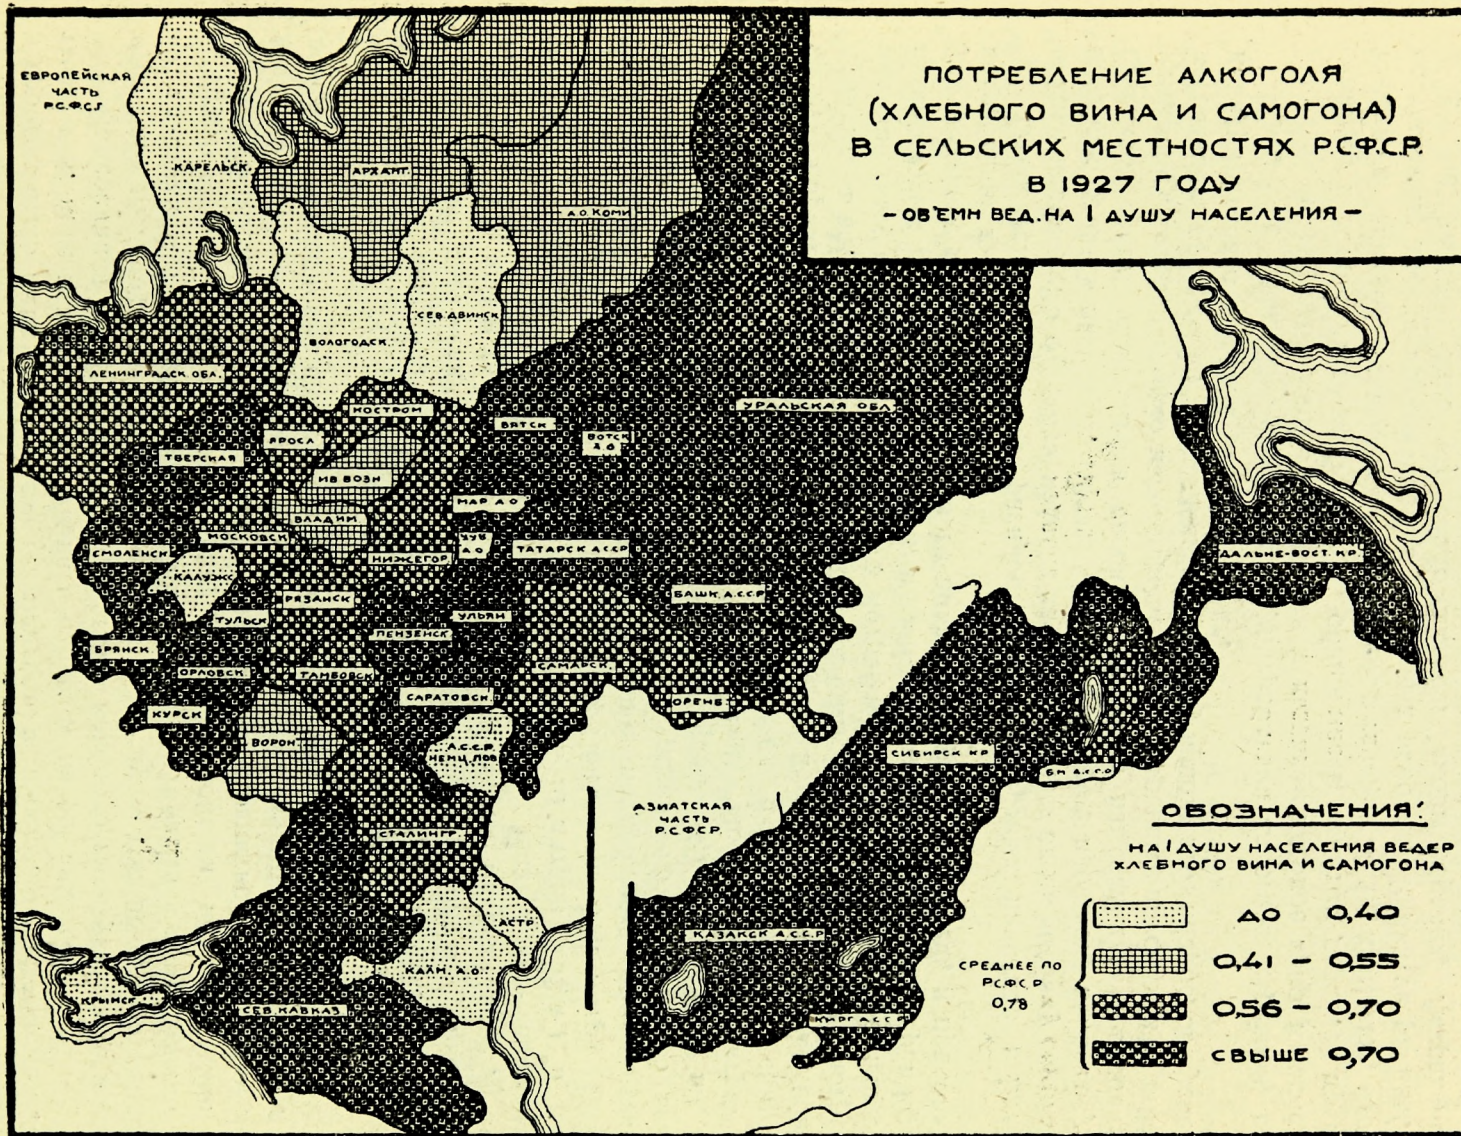 ПОТРЕБЛЕНИЕ АЛКОГОЛЯ
(ХЛЕБНОГО ВИНА И САМОГОНА)
В СЕЛЬСКИХ МЕСТНОСТЯХ Р.С.Ф.С.Р.
В 1927 ГОДУ
– ОБ'ЕМН ВЕД. НА 1 ДУШУ НАСЕЛЕНИЯ –
ЕВРОПЕЙСКАЯ
ЧАСТЬ
Р.С.Ф.С.Р
КАРЕЛЬСК.
АРХАНГ.
А.О. КОМИ
СЕВ ДВИНСК
ВОЛОГОДСК.
ЛЕНИНГРАДСК. ОБЛ.
КОСТРОМ
ЯРОСЛ
ТВЕРСКАЯ
ИВ ВОЗН
ВЛАДИМ
ВЯТСК
ВОТСК
А.О
УРАЛЬСКАЯ ОБЛ
МАР А.О
ЧУВ
А.О
ТАТАРСК А.С.С.Р
МОСКОВСК
СМОЛЕНСК
КАЛУЖ
НИЖЕГОР
РЯЗАНСК
ТУЛЬСК
ПЕНЗЕНСК
УЛЬЯН
БАШК. А.С.С.Р
БРЯНСК.
ОРЛОВСК.
ТАМБОВСК
САМАРСК.
САРАТОВСК
ОРЕНБ.
КУРСК
ВОРОН
А.С.С.Р.
НЕМЦ. ПОВ
СТАЛИНГР.
АСТР.
КАЛМ. А.О.
КРЫМСК
СЕВ. КАВКАЗ
АЗИАТСКАЯ
ЧАСТЬ
Р.С.Ф.С.Р.
ДАЛЬНЕ-ВОСТ. КР.
СИБИРСК КР
БМ А.С.С.О
КАЗАКСК А.С.С.Р
КИРГ А.С.С.Р
ОБОЗНАЧЕНИЯ:
НА 1 ДУШУ НАСЕЛЕНИЯ ВЕДЕР
ХЛЕБНОГО ВИНА И САМОГОНА
ДО 0,40
0,41 – 0,55
0,56 – 0,70
СВЫШЕ 0,70
СРЕДНЕЕ ПО
Р.С.Ф.С.Р
0,78